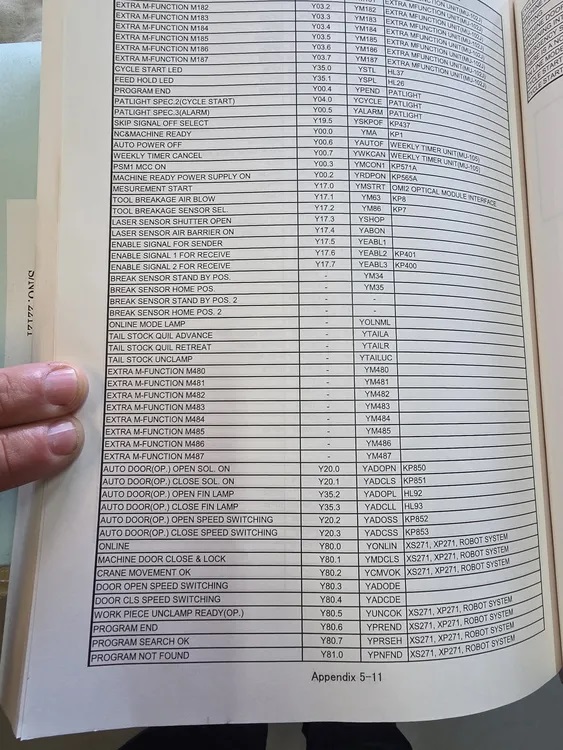 EXTRA M-FUNCTION M182 Y03.2
EXTRA M-FUNCTION M183 Y03.3 YM182 EXTRA MFUNCTION UNIT(MU-102J)
EXTRA M-FUNCTION M184 Y03.4 YM183 EXTRA MFUNCTION UNIT(MU-102J)
EXTRA M-FUNCTION M185 Y03.5 YM184 EXTRA MFUNCTION UNIT(MU-102J)
EXTRA M-FUNCTION M186 Y03.6 YM185 EXTRA MFUNCTION UNIT(MU-102J)
EXTRA M-FUNCTION M187 Y03.7 YM186 EXTRA MFUNCTION UNIT(MU-102J)
CYCLE START LED Y35.0 YM187 EXTRA MFUNCTION UNIT(MU-102J)
FEED HOLD LED Y35.1 YSTL HL37
PROGRAM END Y00.4 YSPL HL26
PATLIGHT SPEC.2(CYCLE START) Y04.0 YPEND PATLIGHT
PATLIGHT SPEC.3(ALARM) Y00.5 YCYCLE PATLIGHT
SKIP SIGNAL OFF SELECT Y19.5 YALARM PATLIGHT
NC&MACHINE READY Y00.0 YSKPOF KP437
AUTO POWER OFF Y00.6 YMA KP1
WEEKLY TIMER CANCEL Y00.7 YAUTOF WEEKLY TIMER UNIT(MU-105)
PSM1 MCC ON Y00.3 YWKCAN WEEKLY TIMER UNIT(MU-105)
MACHINE READY POWER SUPPLY ON Y00.2 YMCON1 KP571A
MESUREMENT START Y17.0 YRDPON KP565A
TOOL BREAKAGE AIR BLOW Y17.1 YMSTRT OMI2 OPTICAL MODULE INTERFACE
TOOL BREAKAGE SENSOR SEL. Y17.2 YM63 KP8
LASER SENSOR SHUTTER OPEN Y17.3 YM86 KP7
LASER SENSOR AIR BARRIER ON Y17.4 YSHOP
ENABLE SIGNAL FOR SENDER Y17.5 YABON
ENABLE SIGNAL 1 FOR RECEIVE Y17.6 YEABL1
ENABLE SIGNAL 2 FOR RECEIVE Y17.7 YEABL2 KP401
BREAK SENSOR STAND BY POS. - YEABL3 KP400
BREAK SENSOR HOME POS. - YM34
BREAK SENSOR STAND BY POS. 2 - YM35
BREAK SENSOR HOME POS. 2 - -
ONLINE MODE LAMP - -
TAIL STOCK QUIL ADVANCE - YOLNML
TAIL STOCK QUIL RETREAT - YTAILA
TAIL STOCK UNCLAMP - YTAILR
EXTRA M-FUNCTION M480 - YTAILUC
EXTRA M-FUNCTION M481 - YM480
EXTRA M-FUNCTION M482 - YM481
EXTRA M-FUNCTION M483 - YM482
EXTRA M-FUNCTION M484 - YM483
EXTRA M-FUNCTION M485 - YM484
EXTRA M-FUNCTION M486 - YM485
EXTRA M-FUNCTION M487 - YM486
YM487
AUTO DOOR(OP.) OPEN SOL. ON Y20.0 YADOPN KP850
AUTO DOOR(OP.) CLOSE SOL. ON Y20.1 YADCLS KP851
AUTO DOOR(OP.) OPEN FIN LAMP Y35.2 YADOPL HL92
AUTO DOOR(OP.) CLOSE FIN LAMP Y35.3 YADCLL HL93
AUTO DOOR(OP.) OPEN SPEED SWITCHING Y20.2 YADOSS KP852
AUTO DOOR(OP.) CLOSE SPEED SWITCHING Y20.3 YADCSS KP853
ONLINE Y80.0 YONLIN XS271, XP271, ROBOT SYSTEM
MACHINE DOOR CLOSE & LOCK Y80.1 YMDCLS XS271, XP271, ROBOT SYSTEM
CRANE MOVEMENT OK Y80.2 YCMVOK XS271, XP271, ROBOT SYSTEM
DOOR OPEN SPEED SWITCHING Y80.3 YADODE
DOOR CLS SPEED SWITCHING Y80.4 YADCDE
WORK PIECE UNCLAMP READY(OP.) Y80.5 YUNCOK XS271, XP271, ROBOT SYSTEM
PROGRAM END Y80.6 YPREND XS271, XP271, ROBOT SYSTEM
PROGRAM SEARCH OK Y80.7 YPRSEH XS271, XP271, ROBOT SYSTEM
PROGRAM NOT FOUND Y81.0 YPNFND XS271, XP271, ROBOT SYSTEM
Appendix 5-11